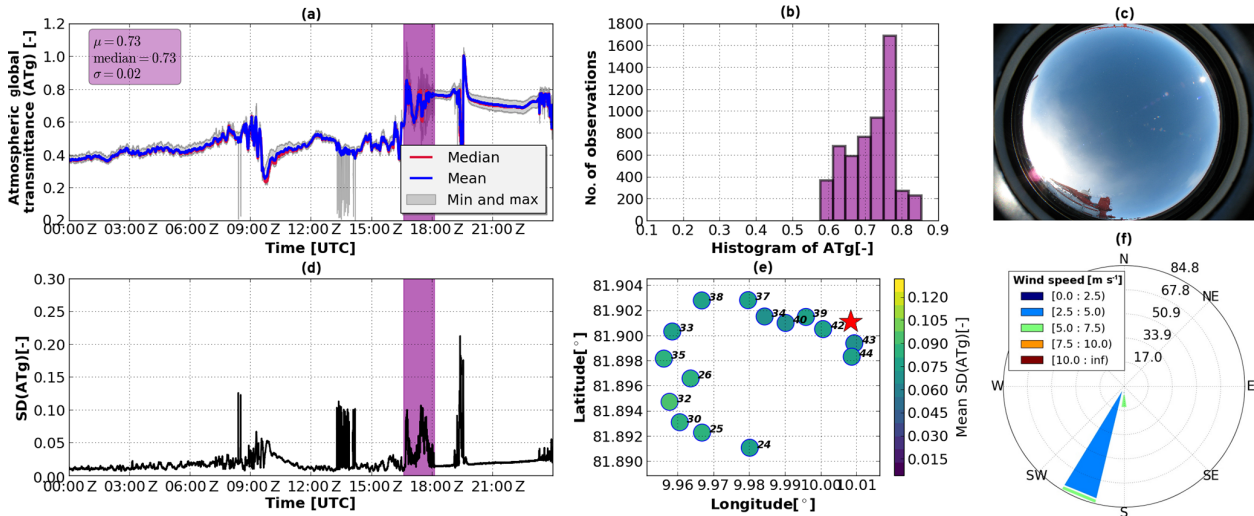 (a)
Atmospheric global
transmittance (ATg) [-]
1.2
1.0
0.8
0.6
0.4
0.2
μ = 0.73
median = 0.73
σ = 0.02
Median
Mean
Min and max
00:00 Z 03:00 Z 06:00 Z 09:00 Z 12:00 Z 15:00 Z 18:00 Z 21:00 Z
Time [UTC]
(b)
No. of observations
1800
1600
1400
1200
1000
800
600
400
200
0
0.1 0.2 0.3 0.4 0.5 0.6 0.7 0.8 0.9
Histogram of ATg[-]
(c)
(d)
SD(ATg)[-]
0.30
0.25
0.20
0.15
0.10
0.05
0.00
00:00 Z 03:00 Z 06:00 Z 09:00 Z 12:00 Z 15:00 Z 18:00 Z 21:00 Z
Time [UTC]
(e)
Latitude[°]
81.904
81.902
81.900
81.898
81.896
81.894
81.892
81.890
38
37
34
40
39
42
43
44
33
35
26
32
30
25
24
9.96 9.97 9.98 9.99 10.00 10.01
Longitude[°]
0.120
0.105
0.090
0.075
0.060
0.045
0.030
0.015
Mean SD(ATg)[-]
(f)
Wind speed [m s⁻¹]
[0.0 : 2.5)
[2.5 : 5.0)
[5.0 : 7.5)
[7.5 : 10.0)
[10.0 : inf)
N
NE
E
SE
S
SW
W
84.8
67.8
50.9
33.9
17.0